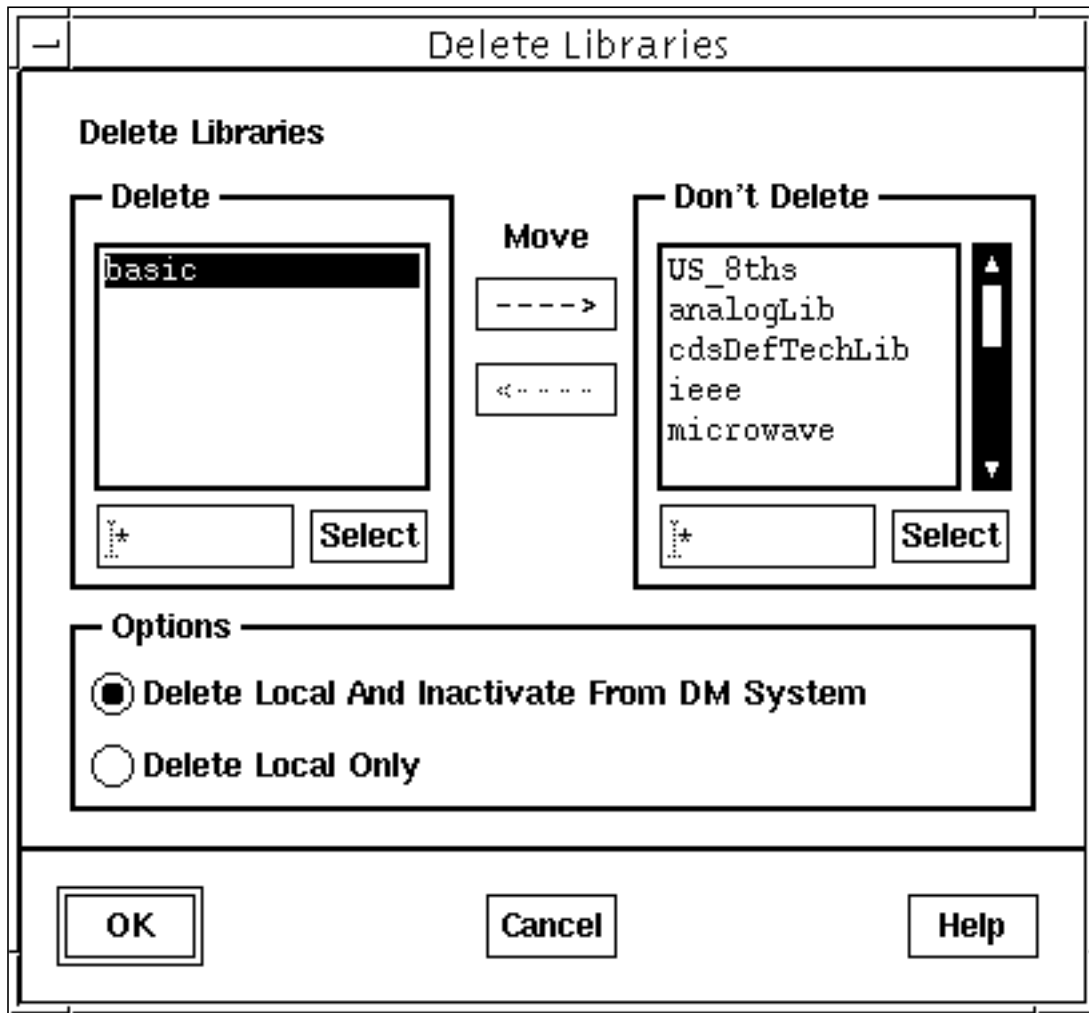 Delete Libraries
Delete Libraries
Delete
basic
*
Select
Move
---->
<----
Don't Delete
US_8ths
analogLib
cdsDefTechLib
ieee
microwave
*
Select
Options
Delete Local And Inactivate From DM System
Delete Local Only
OK
Cancel
Help